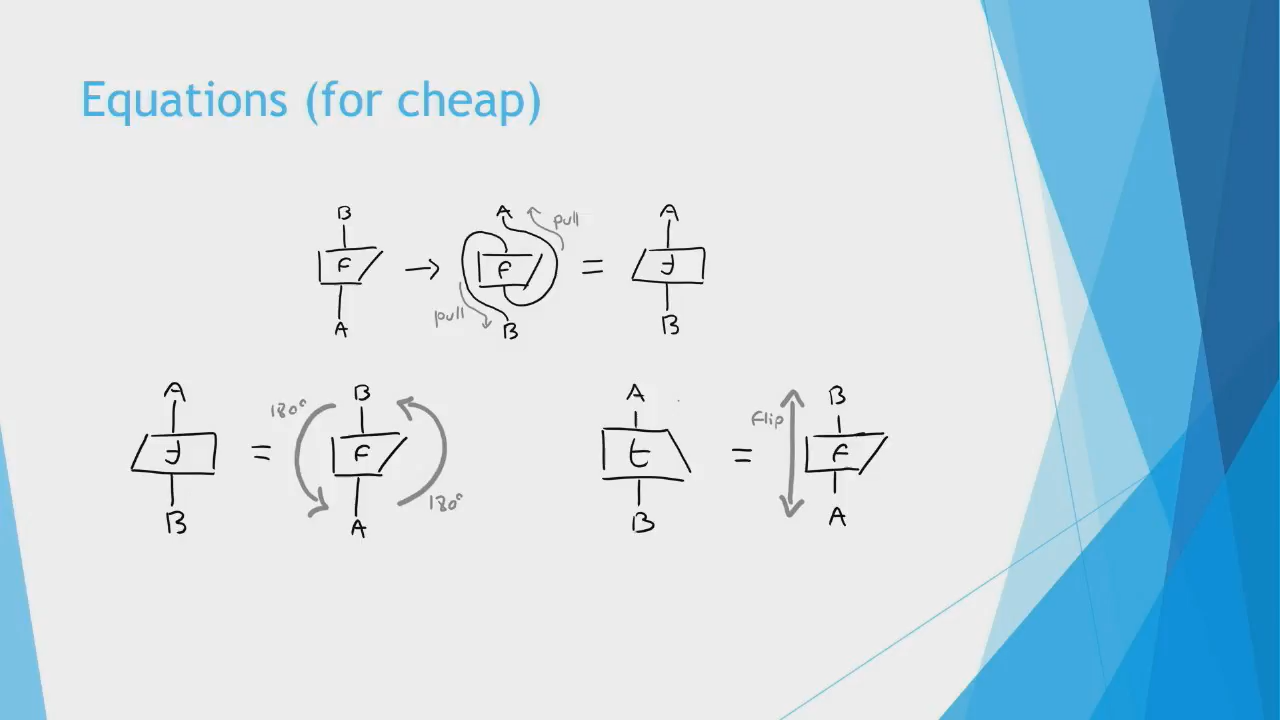 Equations (for cheap)
B A pull A
F → F = Ⅎ
pull
A B B
A 180° B A B
Flip
Ⅎ = F t = F
180°
B A B A